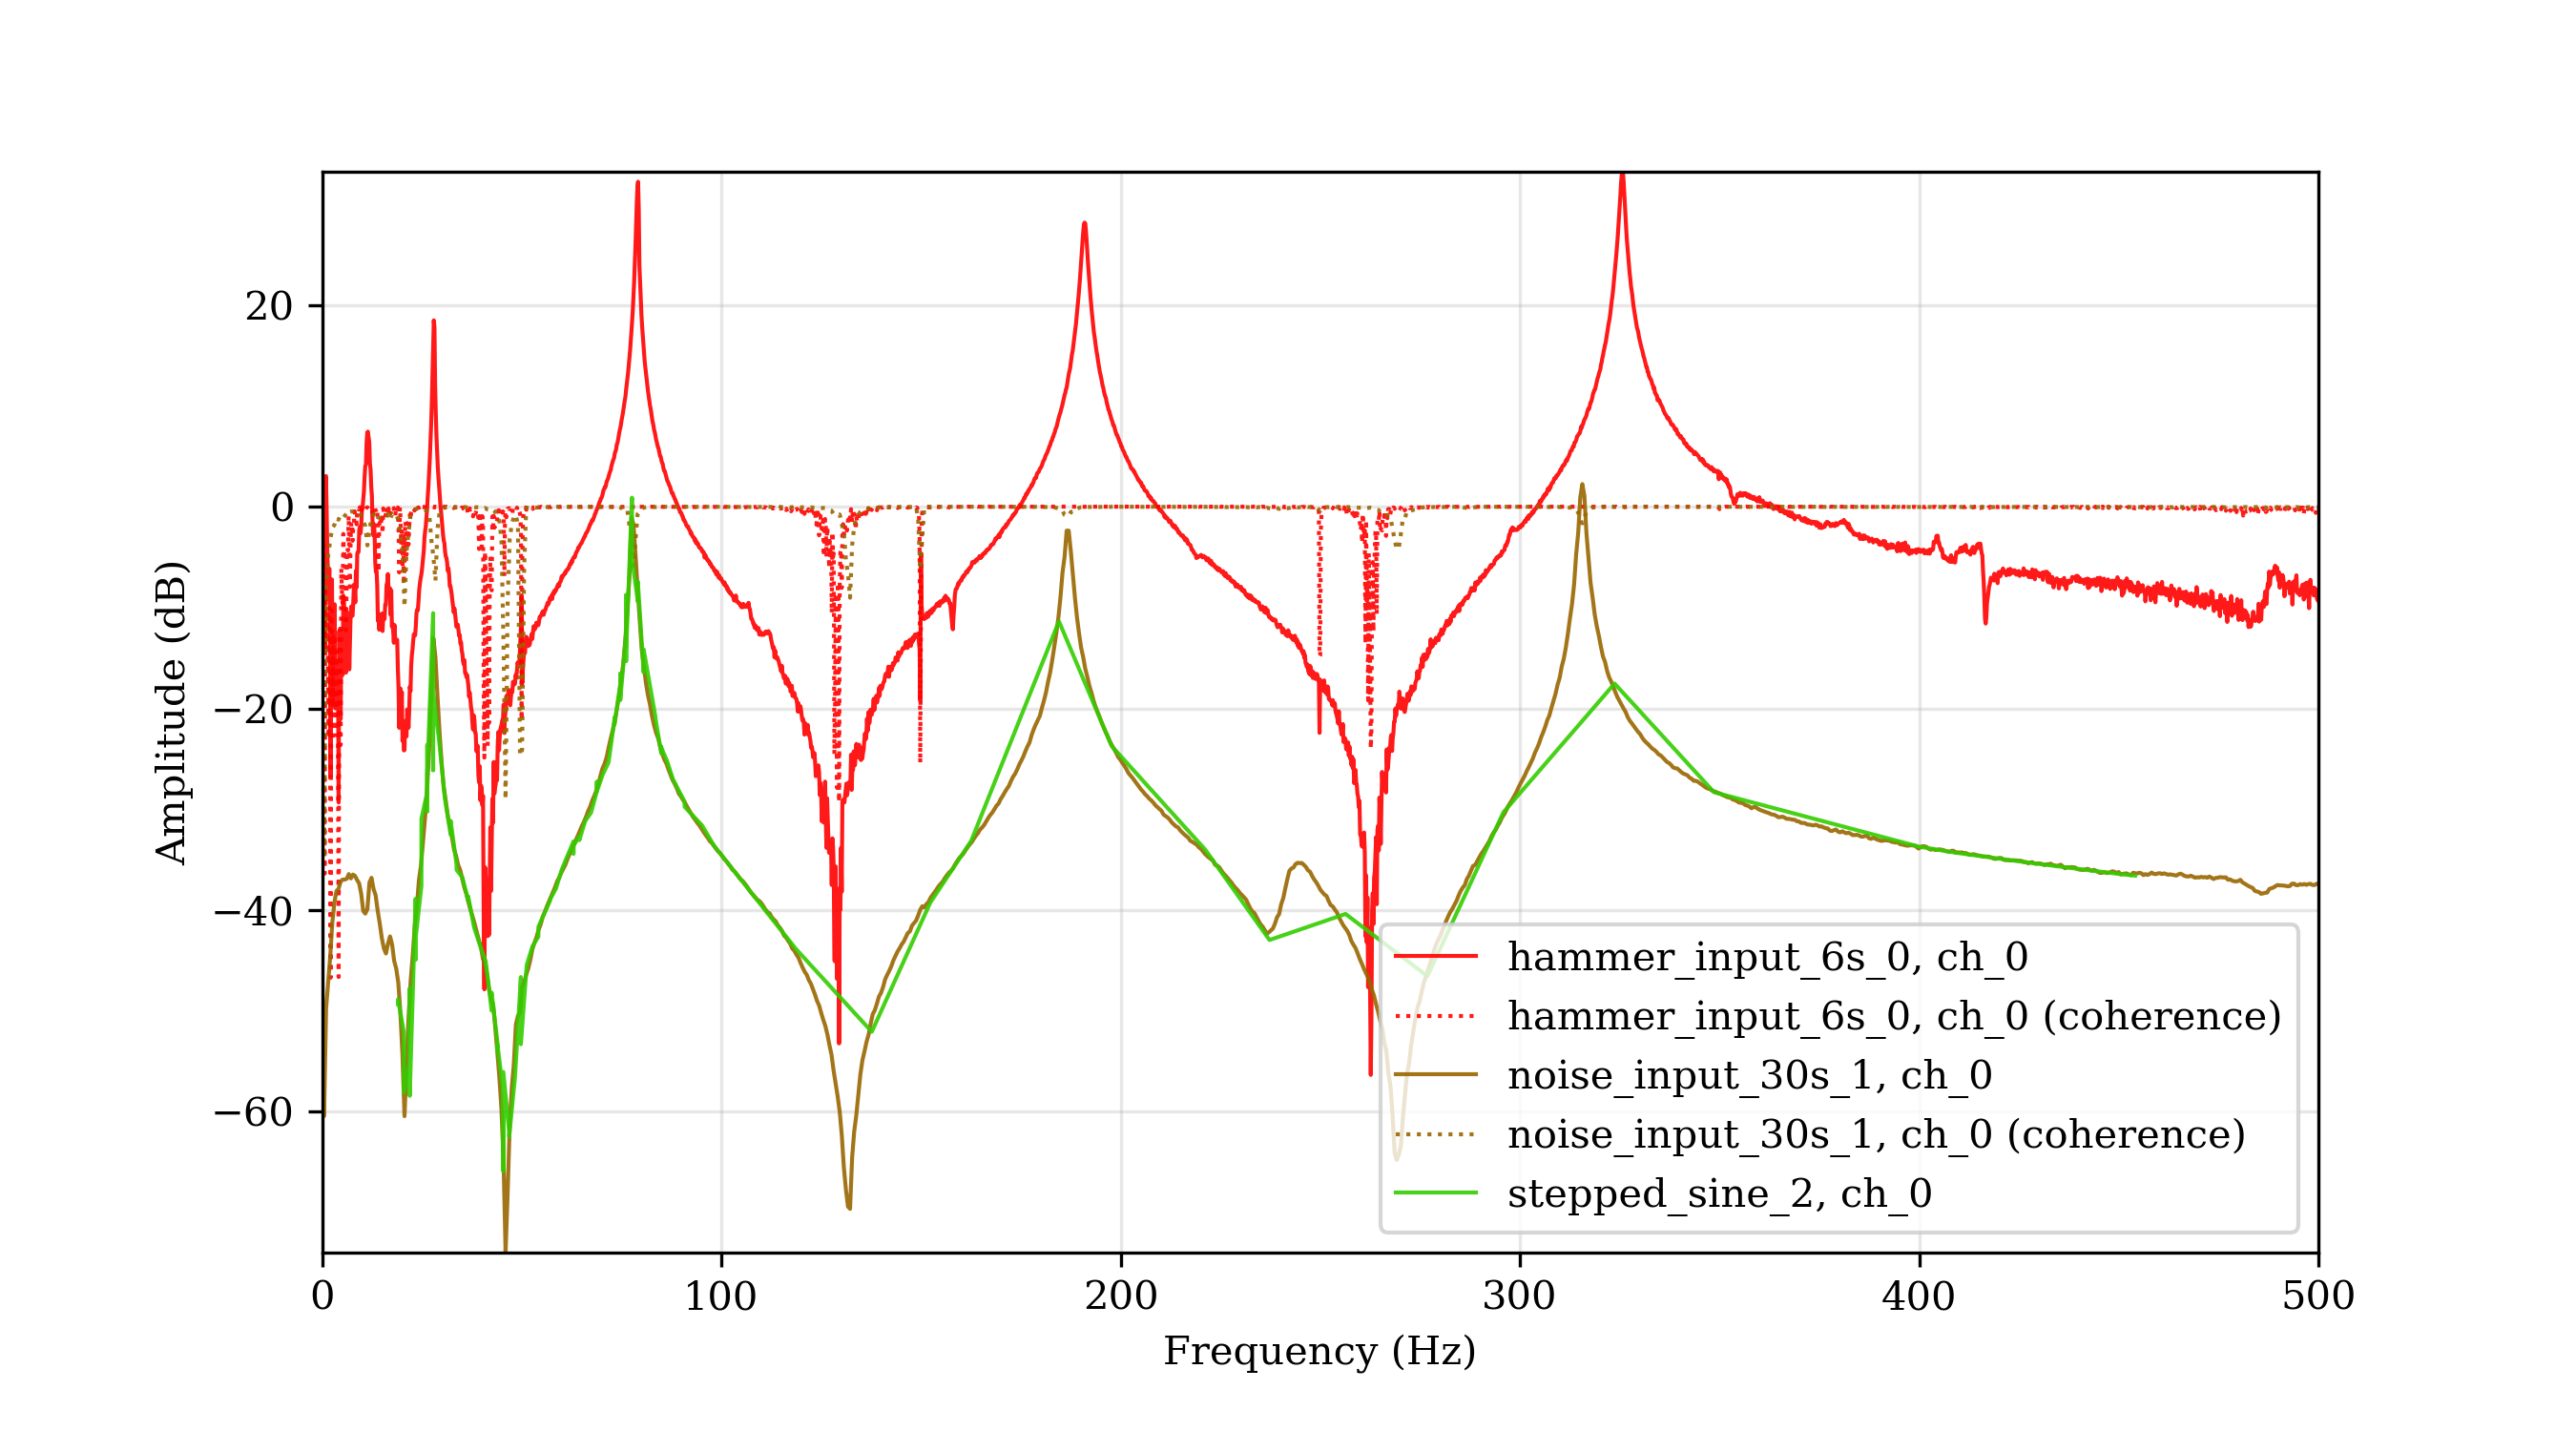 20
0
−20
−40
−60
Amplitude (dB)
0 100 200 300 400 500
Frequency (Hz)
hammer_input_6s_0, ch_0
hammer_input_6s_0, ch_0 (coherence)
noise_input_30s_1, ch_0
noise_input_30s_1, ch_0 (coherence)
stepped_sine_2, ch_0